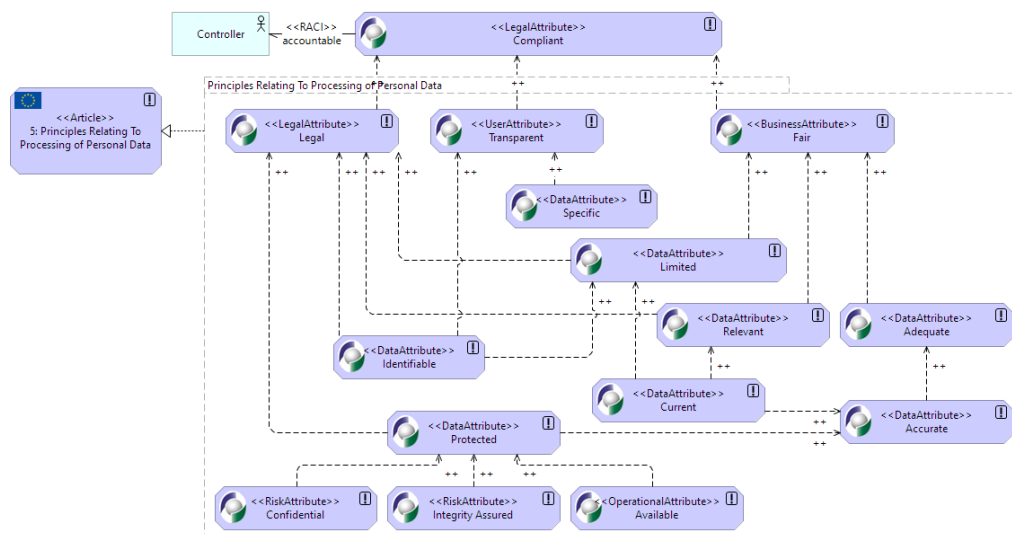 <<LegalAttribute>>
Compliant
<<RACI>>
accountable
Controller
++
++
++
Principles Relating To Processing of Personal Data
<<Article>>
5: Principles Relating To
Processing of Personal Data
<<LegalAttribute>>
Legal
<<UserAttribute>>
Transparent
<<BusinessAttribute>>
Fair
++
++
++
++
++
++
++
++
++
<<DataAttribute>>
Specific
<<DataAttribute>>
Limited
++
++
<<DataAttribute>>
Relevant
<<DataAttribute>>
Adequate
<<DataAttribute>>
Identifiable
++
++
<<DataAttribute>>
Current
<<DataAttribute>>
Accurate
++
++
<<DataAttribute>>
Protected
++
++
++
<<RiskAttribute>>
Confidential
<<RiskAttribute>>
Integrity Assured
<<OperationalAttribute>>
Available